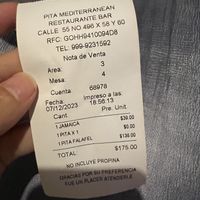 PITA MEDITERRANEAN
RESTAURANTE BAR
CALLE 55 NO 496 X 58 Y 60
RFC: GOHH9410094D8
TEL: 999-9231592
Nota de Venta
Area: 3
Mesa: 4
Cuenta 68978
Fecha: Impreso a las:
07/12/2023 18:56:13
Cant. Pre. Unit.
1 JAMAICA $39.00
1 PITA X 1 $0.00
1 PITA FALAFEL $136.00
TOTAL: $175.00
NO INCLUYE PROPINA
GRACIAS POR SU PREFERENCIA
FUE UN PLACER ATENDERLE